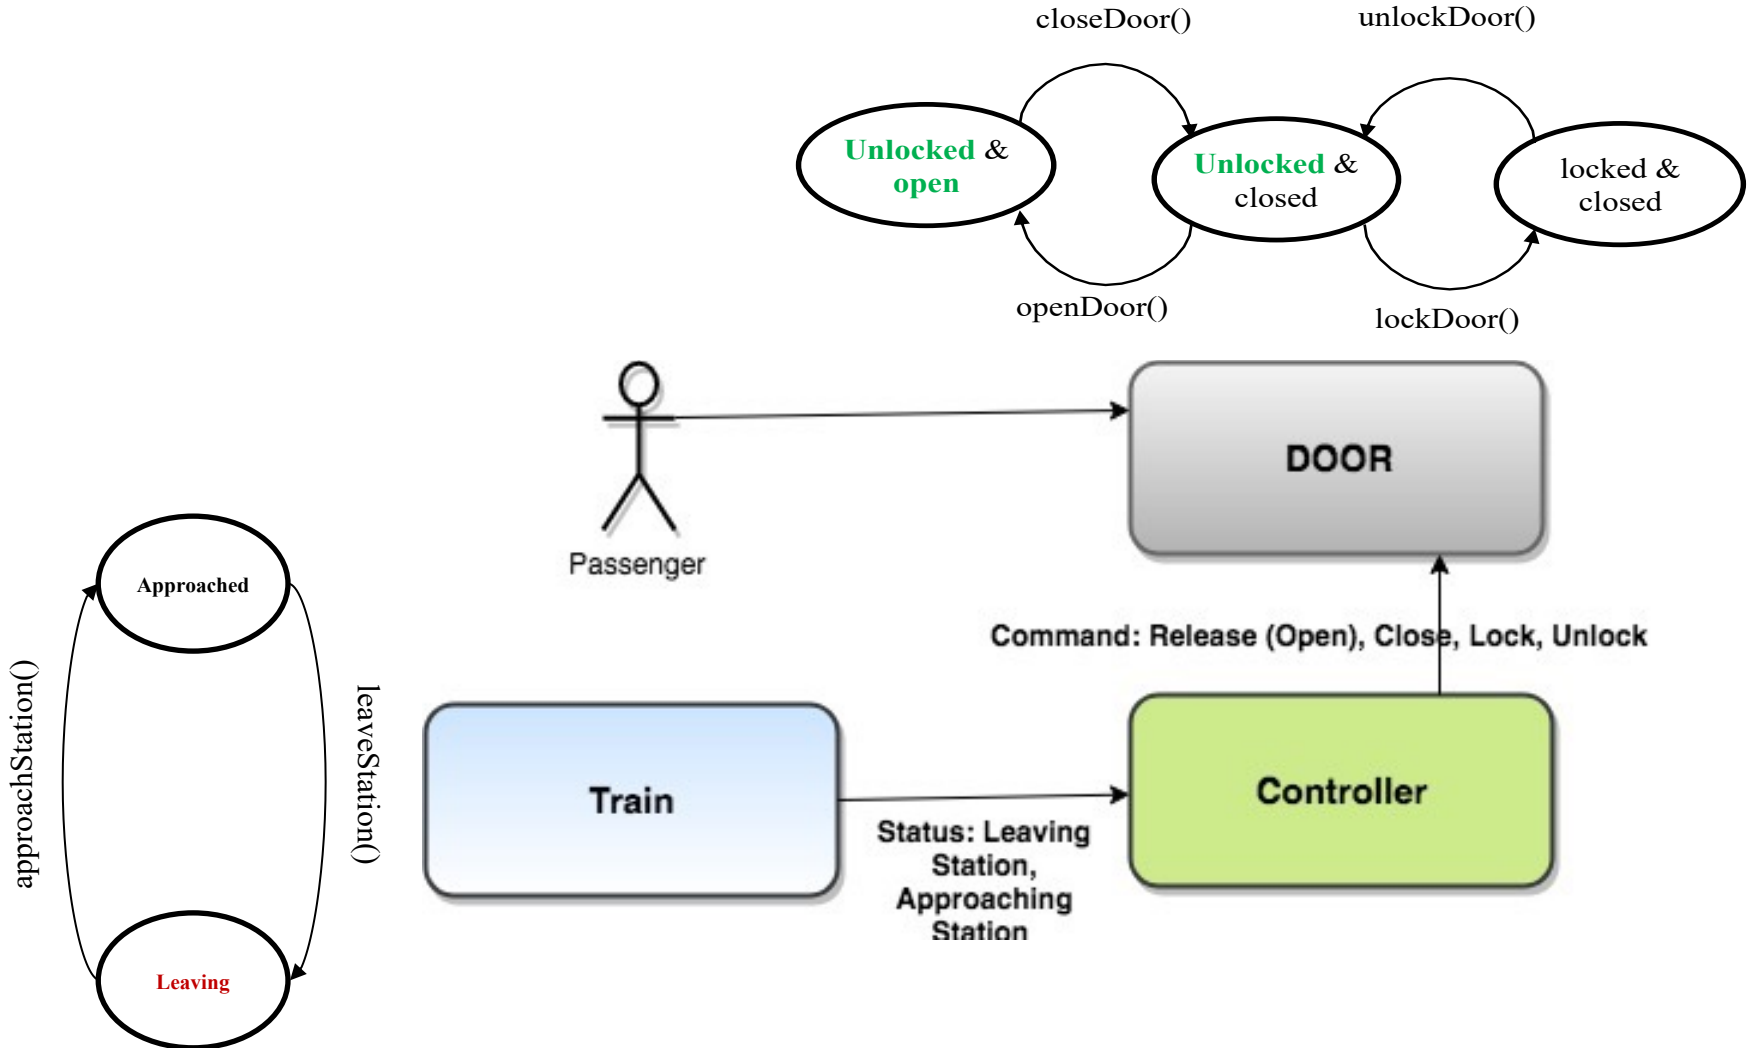 closeDoor()
unlockDoor()
Unlocked &
open
Unlocked &
closed
locked &
closed
openDoor()
lockDoor()
DOOR
Passenger
Approached
approachStation()
leaveStation()
Command: Release (Open), Close, Lock, Unlock
Train
Controller
Status: Leaving
Station,
Approaching
Station
Leaving